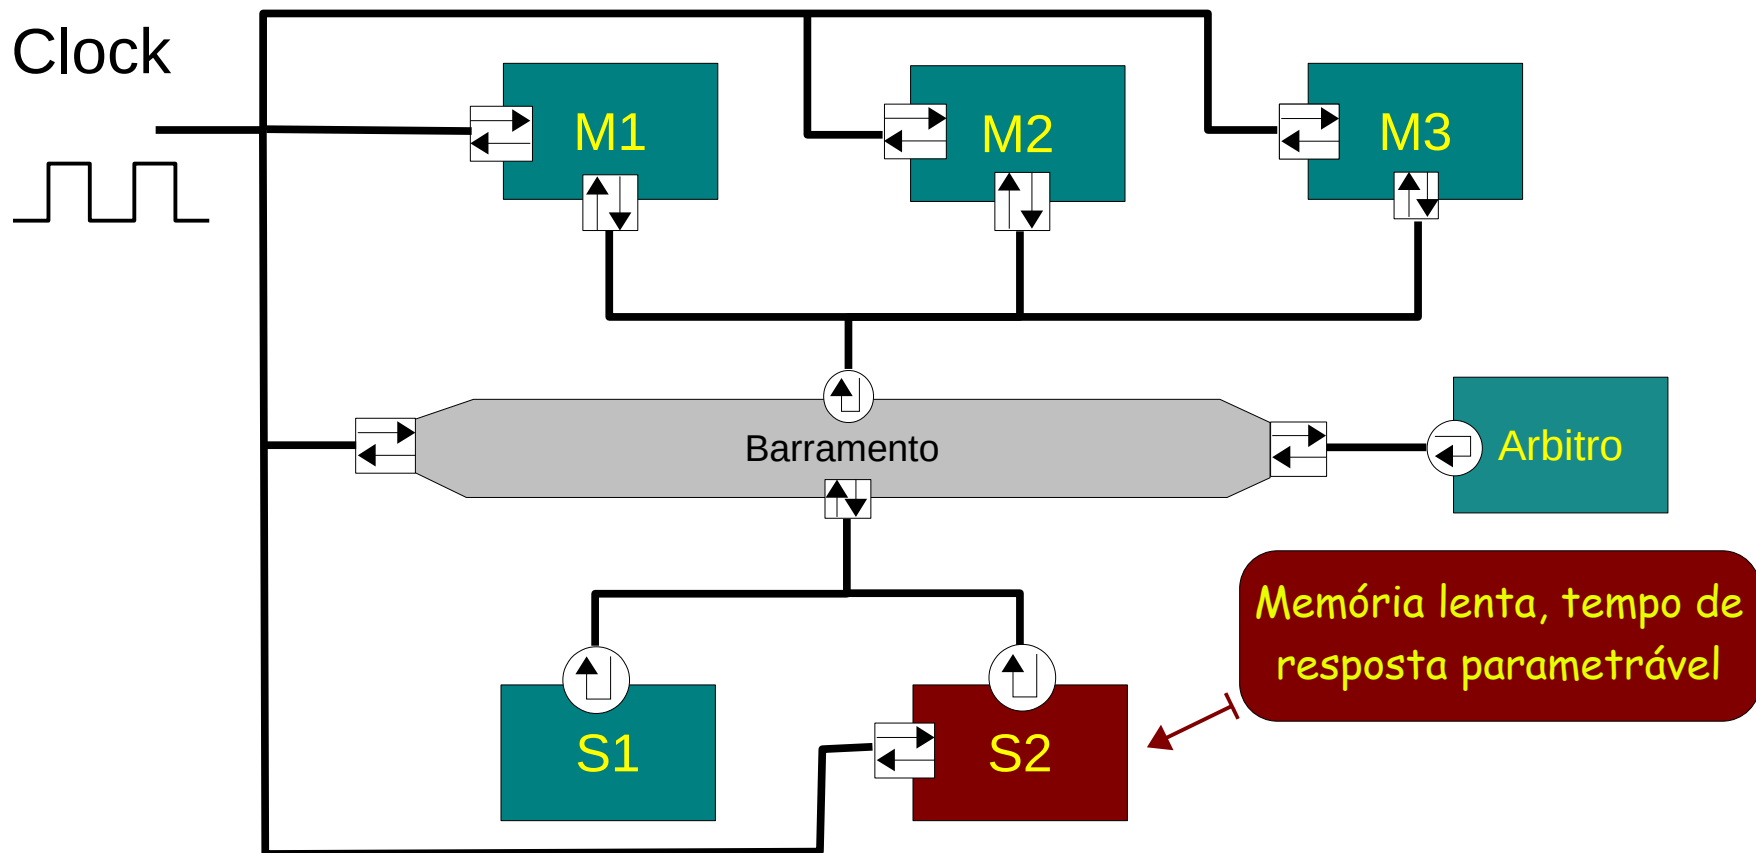 Clock
M1
M2
M3
Barramento
Arbitro
Memória lenta, tempo de
resposta parametrável
S1
S2